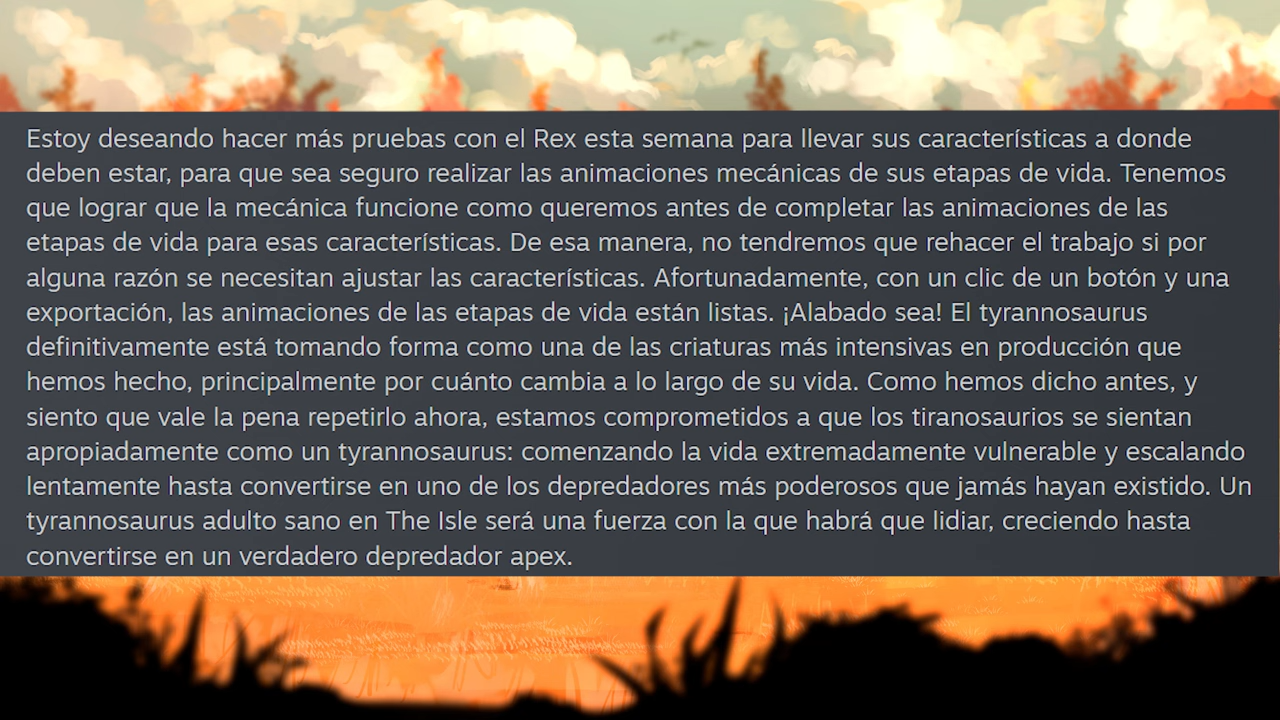 Estoy deseando hacer más pruebas con el Rex esta semana para llevar sus características a donde
deben estar, para que sea seguro realizar las animaciones mecánicas de sus etapas de vida. Tenemos
que lograr que la mecánica funcione como queremos antes de completar las animaciones de las
etapas de vida para esas características. De esa manera, no tendremos que rehacer el trabajo si por
alguna razón se necesitan ajustar las características. Afortunadamente, con un clic de un botón y una
exportación, las animaciones de las etapas de vida están listas. ¡Alabado sea! El tyrannosaurus
definitivamente está tomando forma como una de las criaturas más intensivas en producción que
hemos hecho, principalmente por cuánto cambia a lo largo de su vida. Como hemos dicho antes, y
siento que vale la pena repetirlo ahora, estamos comprometidos a que los tiranosaurios se sientan
apropiadamente como un tyrannosaurus: comenzando la vida extremadamente vulnerable y escalando
lentamente hasta convertirse en uno de los depredadores más poderosos que jamás hayan existido. Un
tyrannosaurus adulto sano en The Isle será una fuerza con la que habrá que lidiar, creciendo hasta
convertirse en un verdadero depredador apex.